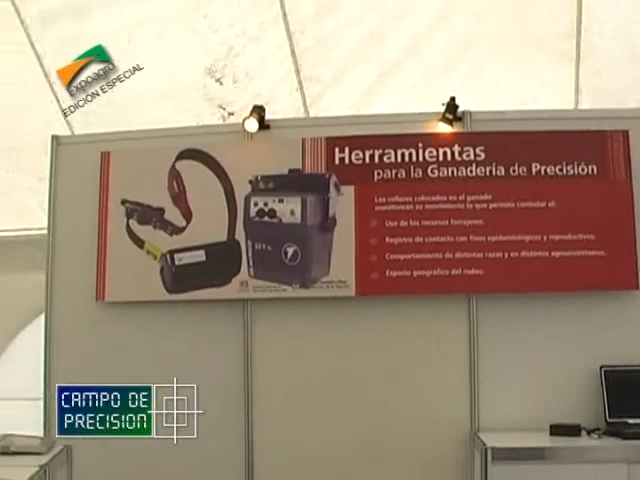 Expoagro
EDICION ESPECIAL
Herramientas
para la Ganadería de Precisión
Los collares colocados en el ganado
monitorean su movimiento lo que permite controlar el:
Uso de los recursos forrajeros.
Registro de contacto con fines epidemiológicos y reproductivos.
Comportamiento de distintas razas y en distintos agroecosistemas.
Espacio geográfico del rodeo.
CAMPO DE
PRECISION